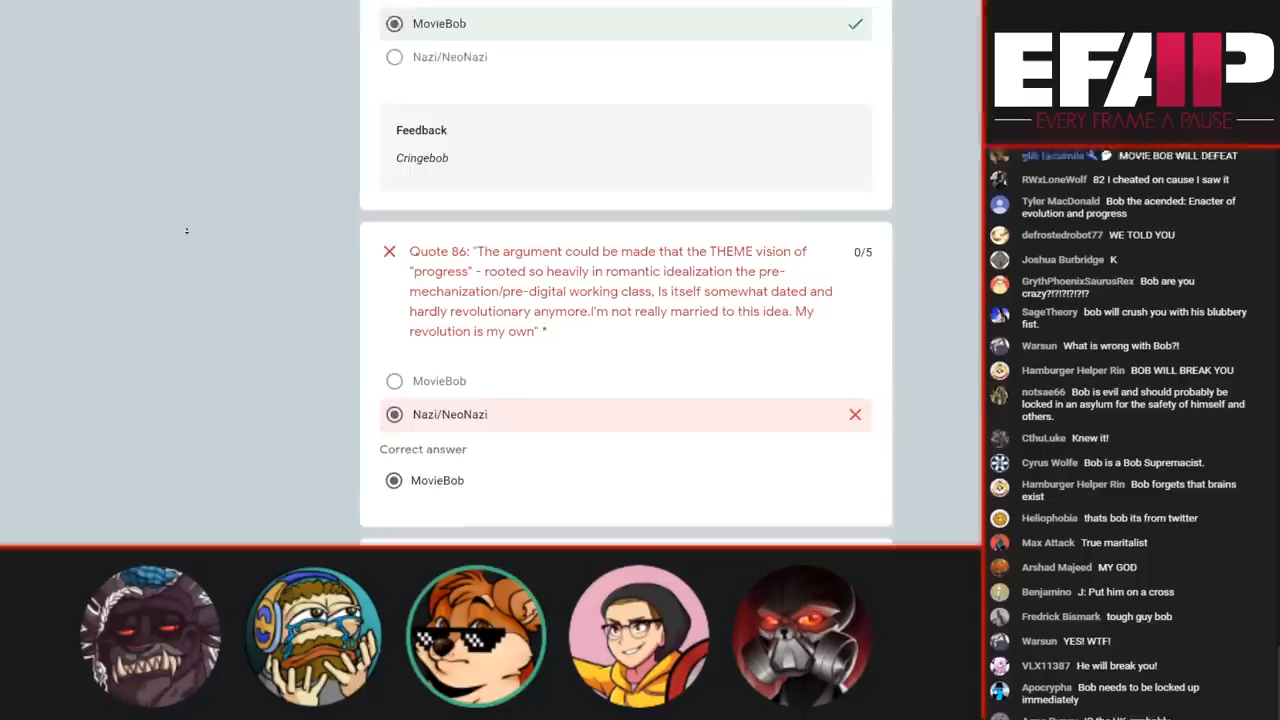 MovieBob
Nazi/NeoNazi
Feedback
Cringebob
Quote 86: "The argument could be made that the THEME vision of
"progress" - rooted so heavily in romantic idealization the pre-
mechanization/pre-digital working class, Is itself somewhat dated and
hardly revolutionary anymore.I'm not really married to this idea. My
revolution is my own" *
0/5
MovieBob
Nazi/NeoNazi
Correct answer
MovieBob
EFAP
EVERY FRAME A PAUSE
MOVIE BOB WILL DEFEAT
RWxLoneWolf 82 I cheated on cause I saw it
Tyler MacDonald Bob the acended: Enacter of
evolution and progress
defrostedrobot77 WE TOLD YOU
Joshua Burbridge K
GrythPhoenixSaurusRex Bob are you
crazy?!?!?!?!?!?
SageTheory bob will crush you with his blubbery
fist.
Warsun What is wrong with Bob?!
Hamburger Helper Rin BOB WILL BREAK YOU
notsae66 Bob is evil and should probably be
locked in an asylum for the safety of himself and
others.
CthuLuke Knew it!
Cyrus Wolfe Bob is a Bob Supremacist.
Hamburger Helper Rin Bob forgets that brains
exist
Heliophobia thats bob its from twitter
Max Attack True maritalist
Arshad Majeed MY GOD
Benjamino J: Put him on a cross
Fredrick Bismark tough guy bob
Warsun YES! WTF!
VLX11387 He will break you!
Apocrypha Bob needs to be locked up
immediately